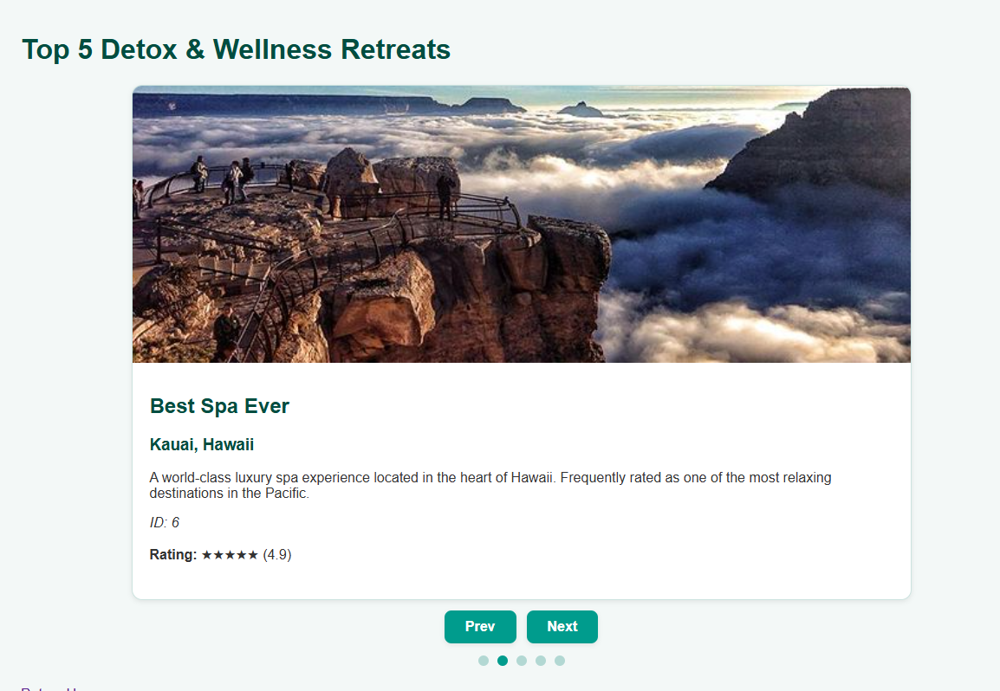 Top 5 Detox & Wellness Retreats
Best Spa Ever
Kauai, Hawaii
A world-class luxury spa experience located in the heart of Hawaii. Frequently rated as one of the most relaxing
destinations in the Pacific.
ID: 6
Rating: ★★★★★ (4.9)
Prev
Next